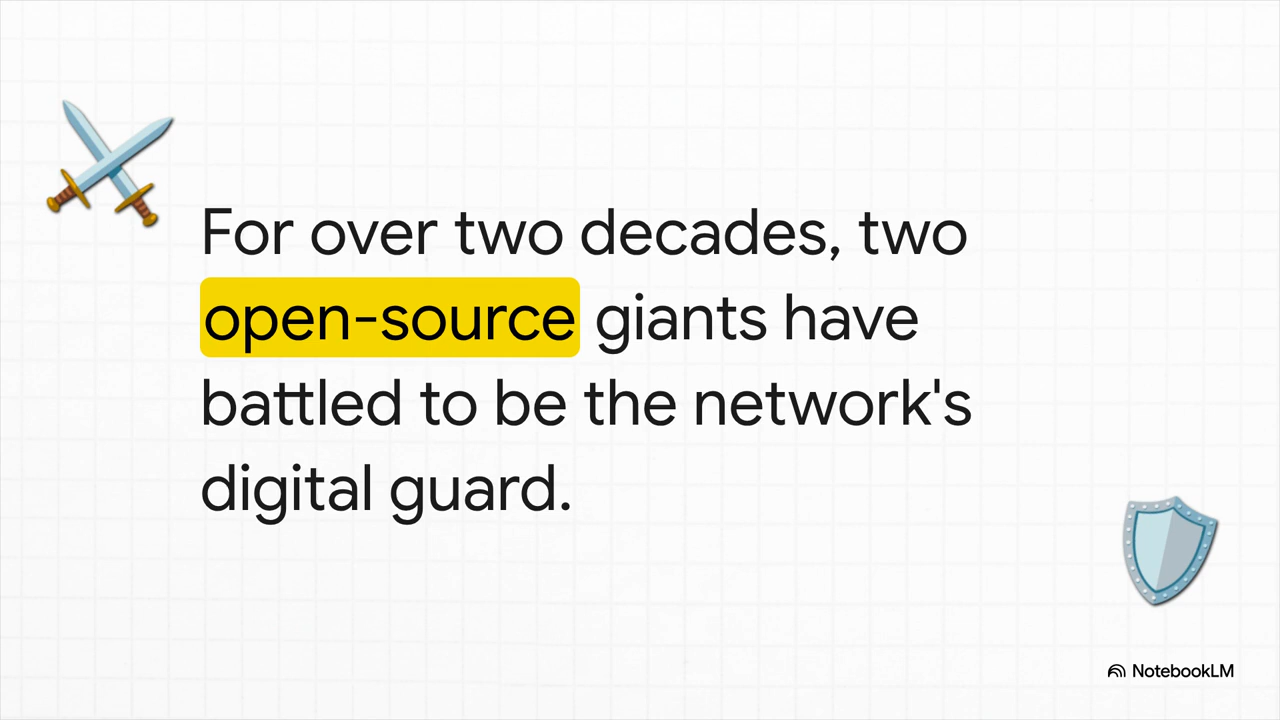 For over two decades, two
open-source giants have
battled to be the network's
digital guard.
NotebookLM